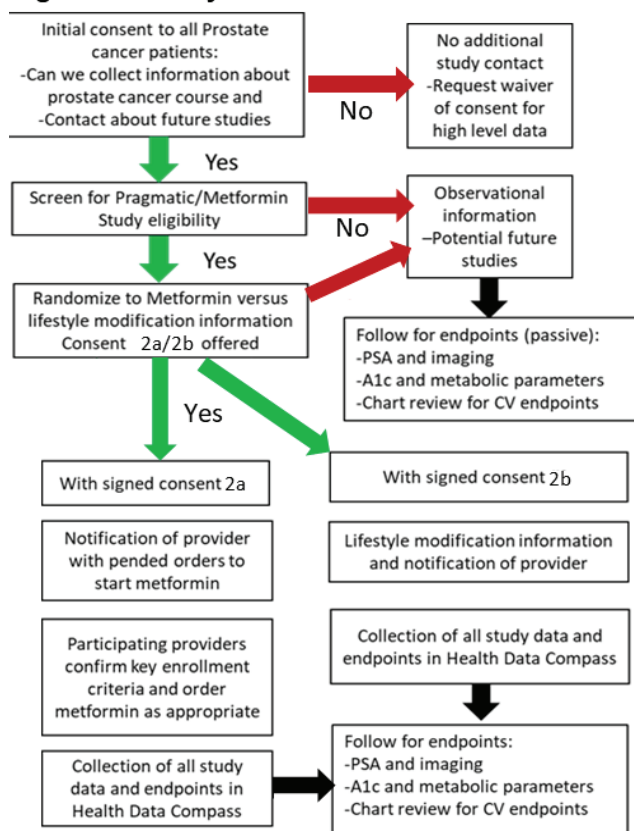 Initial consent to all Prostate
cancer patients:
-Can we collect information about
prostate cancer course and
-Contact about future studies
No
No additional
study contact
-Request waiver
of consent for
high level data
Yes
Screen for Pragmatic/Metformin
Study eligibility
No
Observational
information
–Potential future
studies
Yes
Randomize to Metformin versus
lifestyle modification information
Consent 2a/2b offered
Follow for endpoints (passive):
-PSA and imaging
-A1c and metabolic parameters
-Chart review for CV endpoints
Yes
With signed consent 2a
With signed consent 2b
Notification of provider
with pended orders to
start metformin
Lifestyle modification information
and notification of provider
Participating providers
confirm key enrollment
criteria and order
metformin as appropriate
Collection of all study data and
endpoints in Health Data Compass
Collection of all study
data and endpoints in
Health Data Compass
Follow for endpoints:
-PSA and imaging
-A1c and metabolic parameters
-Chart review for CV endpoints